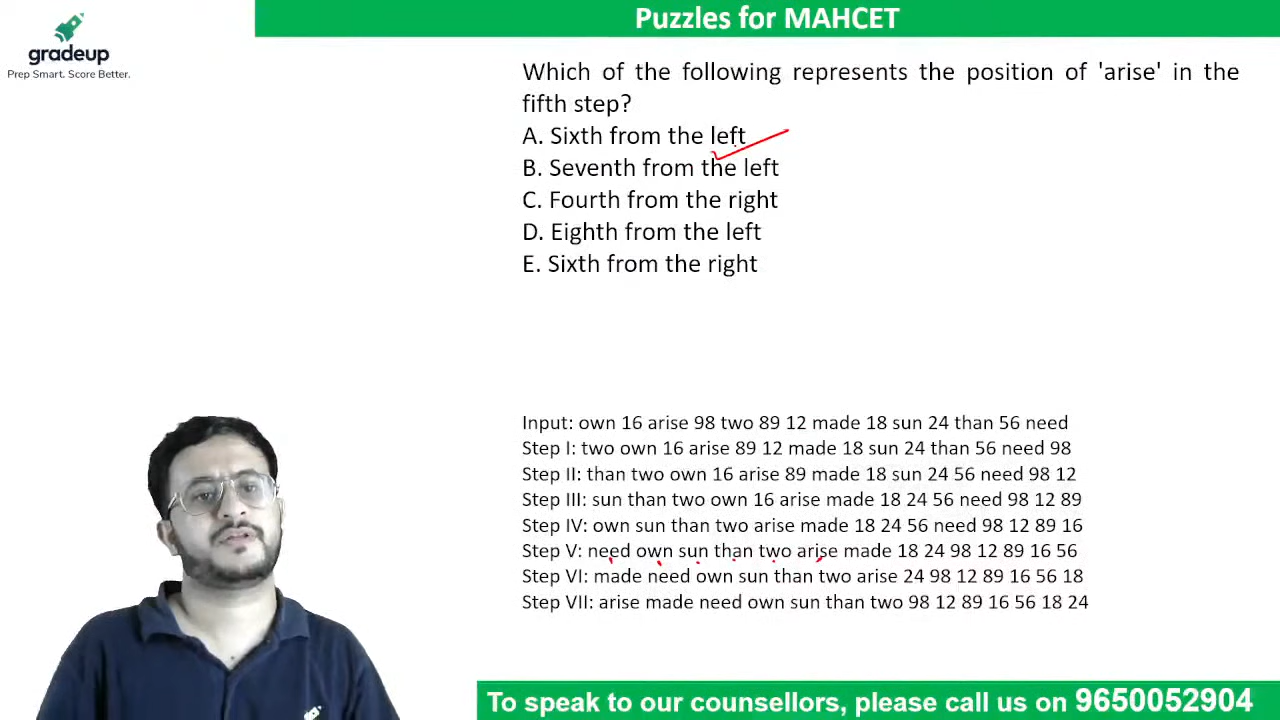 Puzzles for MAHCET
gradeup
Prep Smart. Score Better.
Which of the following represents the position of 'arise' in the
fifth step?
A. Sixth from the left
B. Seventh from the left
C. Fourth from the right
D. Eighth from the left
E. Sixth from the right
Input: own 16 arise 98 two 89 12 made 18 sun 24 than 56 need
Step I: two own 16 arise 89 12 made 18 sun 24 than 56 need 98
Step II: than two own 16 arise 89 made 18 sun 24 56 need 98 12
Step III: sun than two own 16 arise made 18 24 56 need 98 12 89
Step IV: own sun than two arise made 18 24 56 need 98 12 89 16
Step V: need own sun than two arise made 18 24 98 12 89 16 56
Step VI: made need own sun than two arise 24 98 12 89 16 56 18
Step VII: arise made need own sun than two 98 12 89 16 56 18 24
To speak to our counsellors, please call us on 9650052904